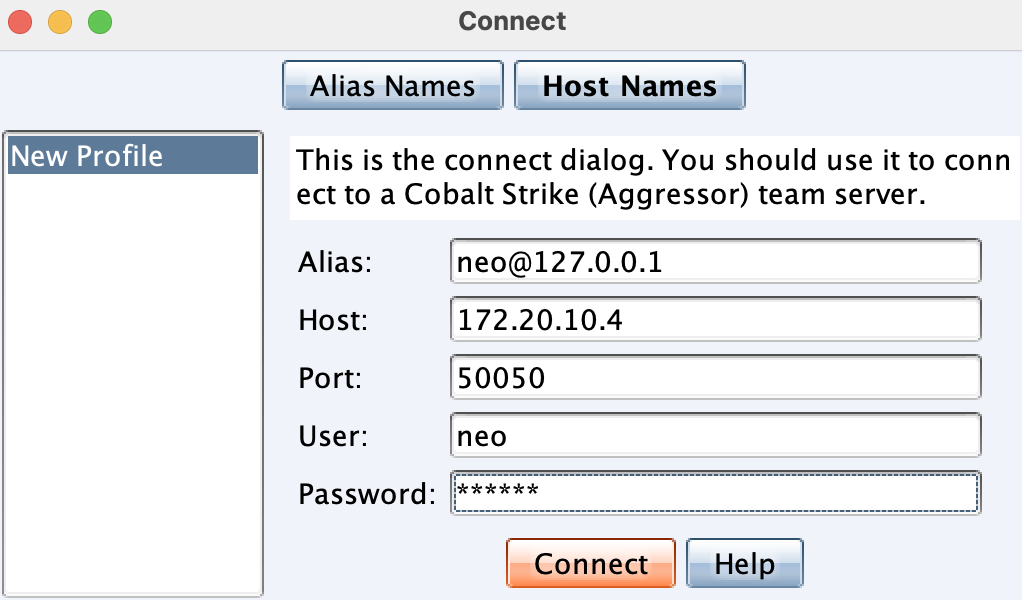 Connect
Alias Names
Host Names
New Profile
This is the connect dialog. You should use it to conn
ect to a Cobalt Strike (Aggressor) team server.
Alias: neo@127.0.0.1
Host: 172.20.10.4
Port: 50050
User: neo
Password: ******
Connect
Help